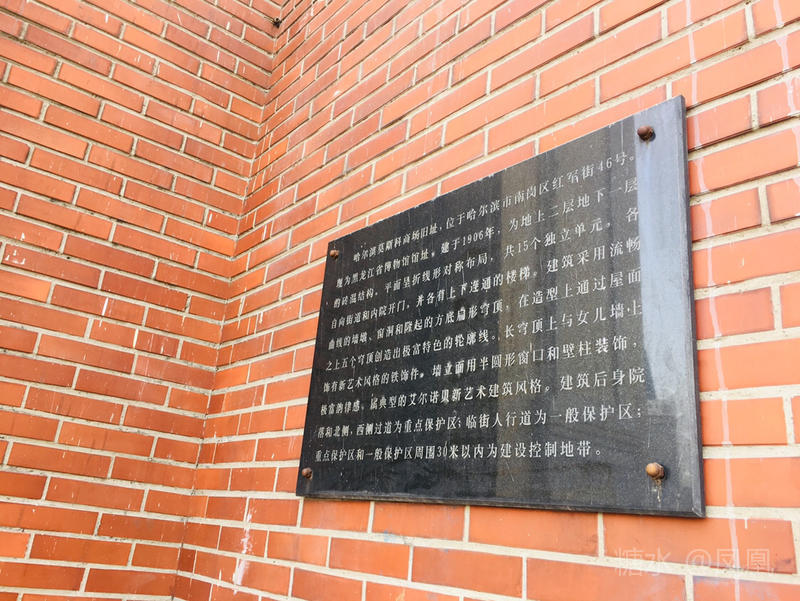 哈尔滨莫斯科商场旧址，位于哈尔滨市南岗区红军街46号。
现为黑龙江省博物馆馆址。建于1906年，为地上二层地下一层
的砖混结构。平面呈折线形对称布局，共15个独立单元。各
自向街道和内院开门，并各有上下连通的楼梯。建筑采用流畅
曲线的墙墩、窗洞和隆起的方底扁形穹顶，在造型上通过屋面
之上五个穹顶创造出极富特色的轮廓线。长穹顶上与女儿墙上
饰有新艺术风格的铁饰件。墙立面用半圆形窗口和壁柱装饰，
极富韵律感，属典型的艾尔诺贝新艺术建筑风格。建筑后身院
落和北侧，西侧过道为重点保护区；临街人行道为一般保护区；
重点保护区和一般保护区周围30米以内为建设控制地带。
糖水 @凤凰